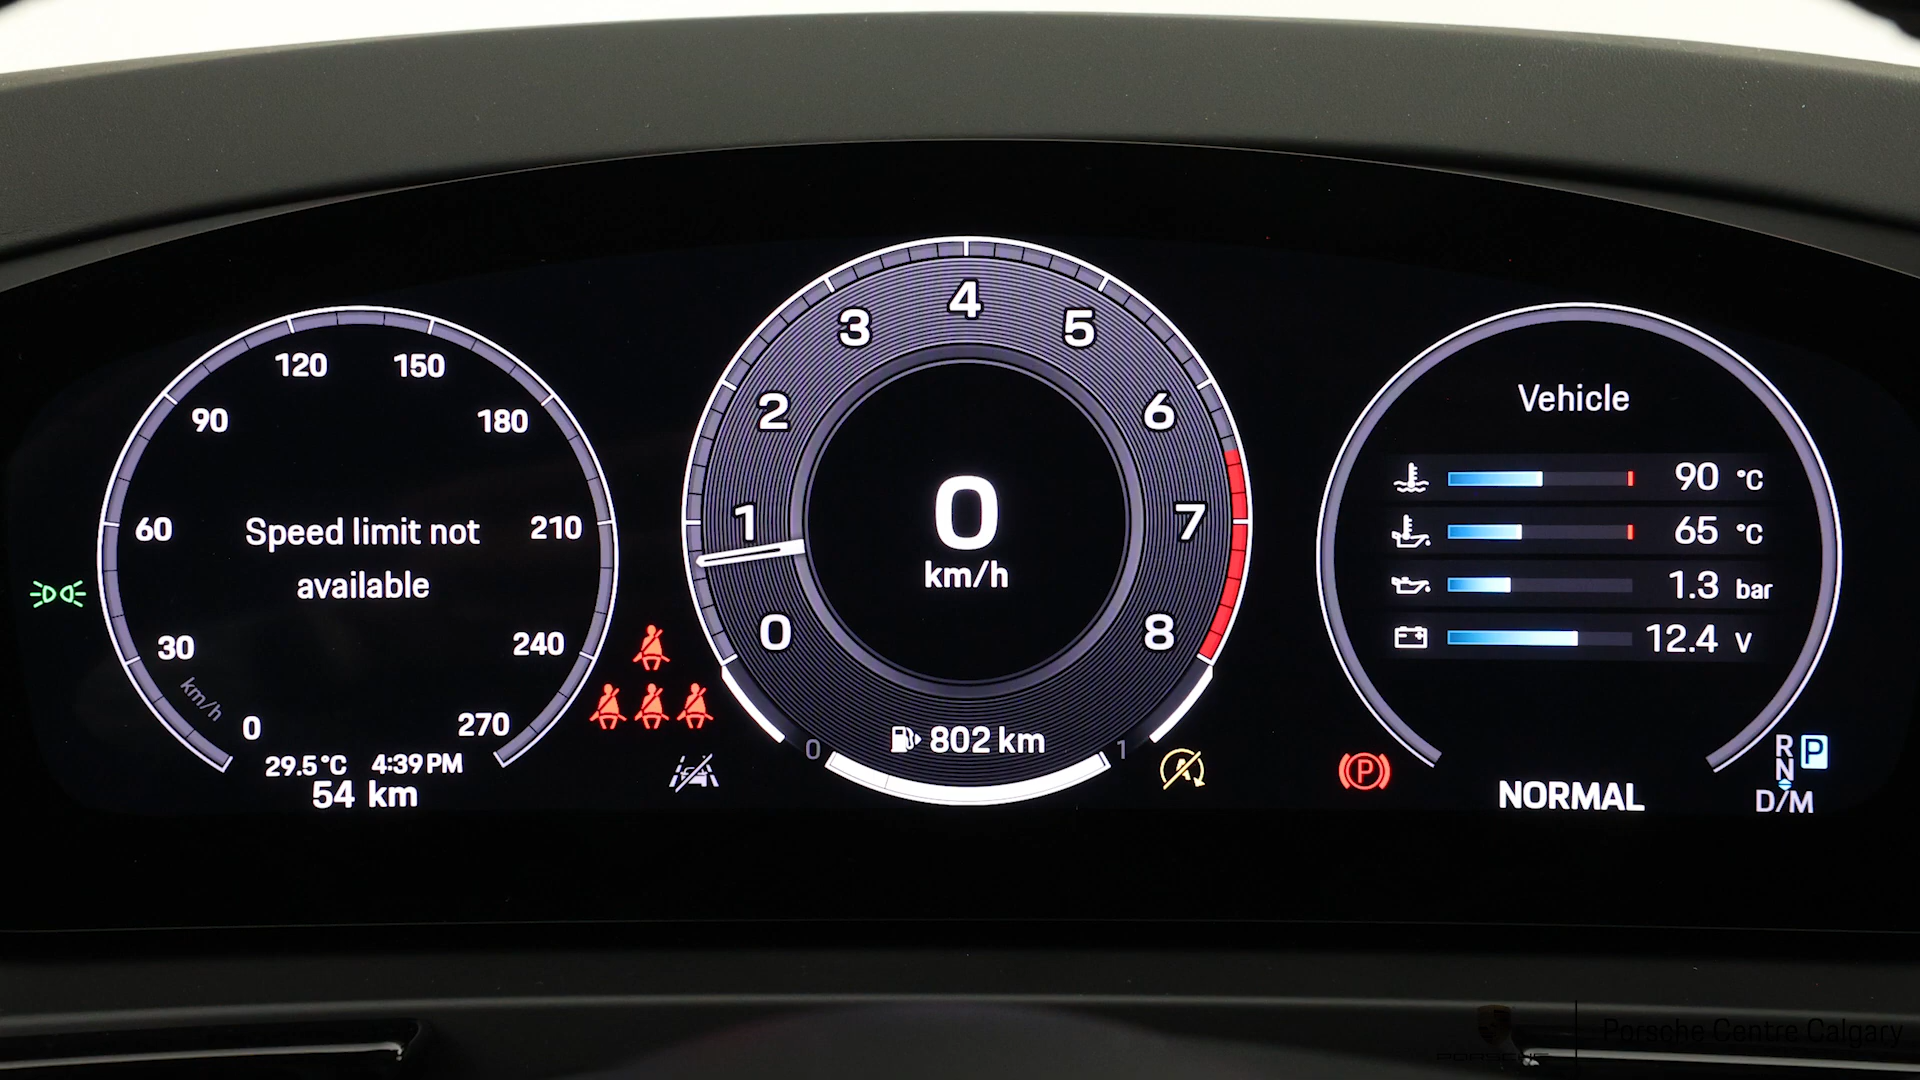 120 150
90 180
60 210
Speed limit not
available
30 240
km/h
0 270
29.5°C 4:39 PM
54 km
4
3 5
2 6
1 7
0 8
0
km/h
0 802 km 1
Vehicle
90 °C
65 °C
1.3 bar
12.4 V
P
NORMAL
R P
N
D/M
PORSCHE
Porsche Centre Calgary